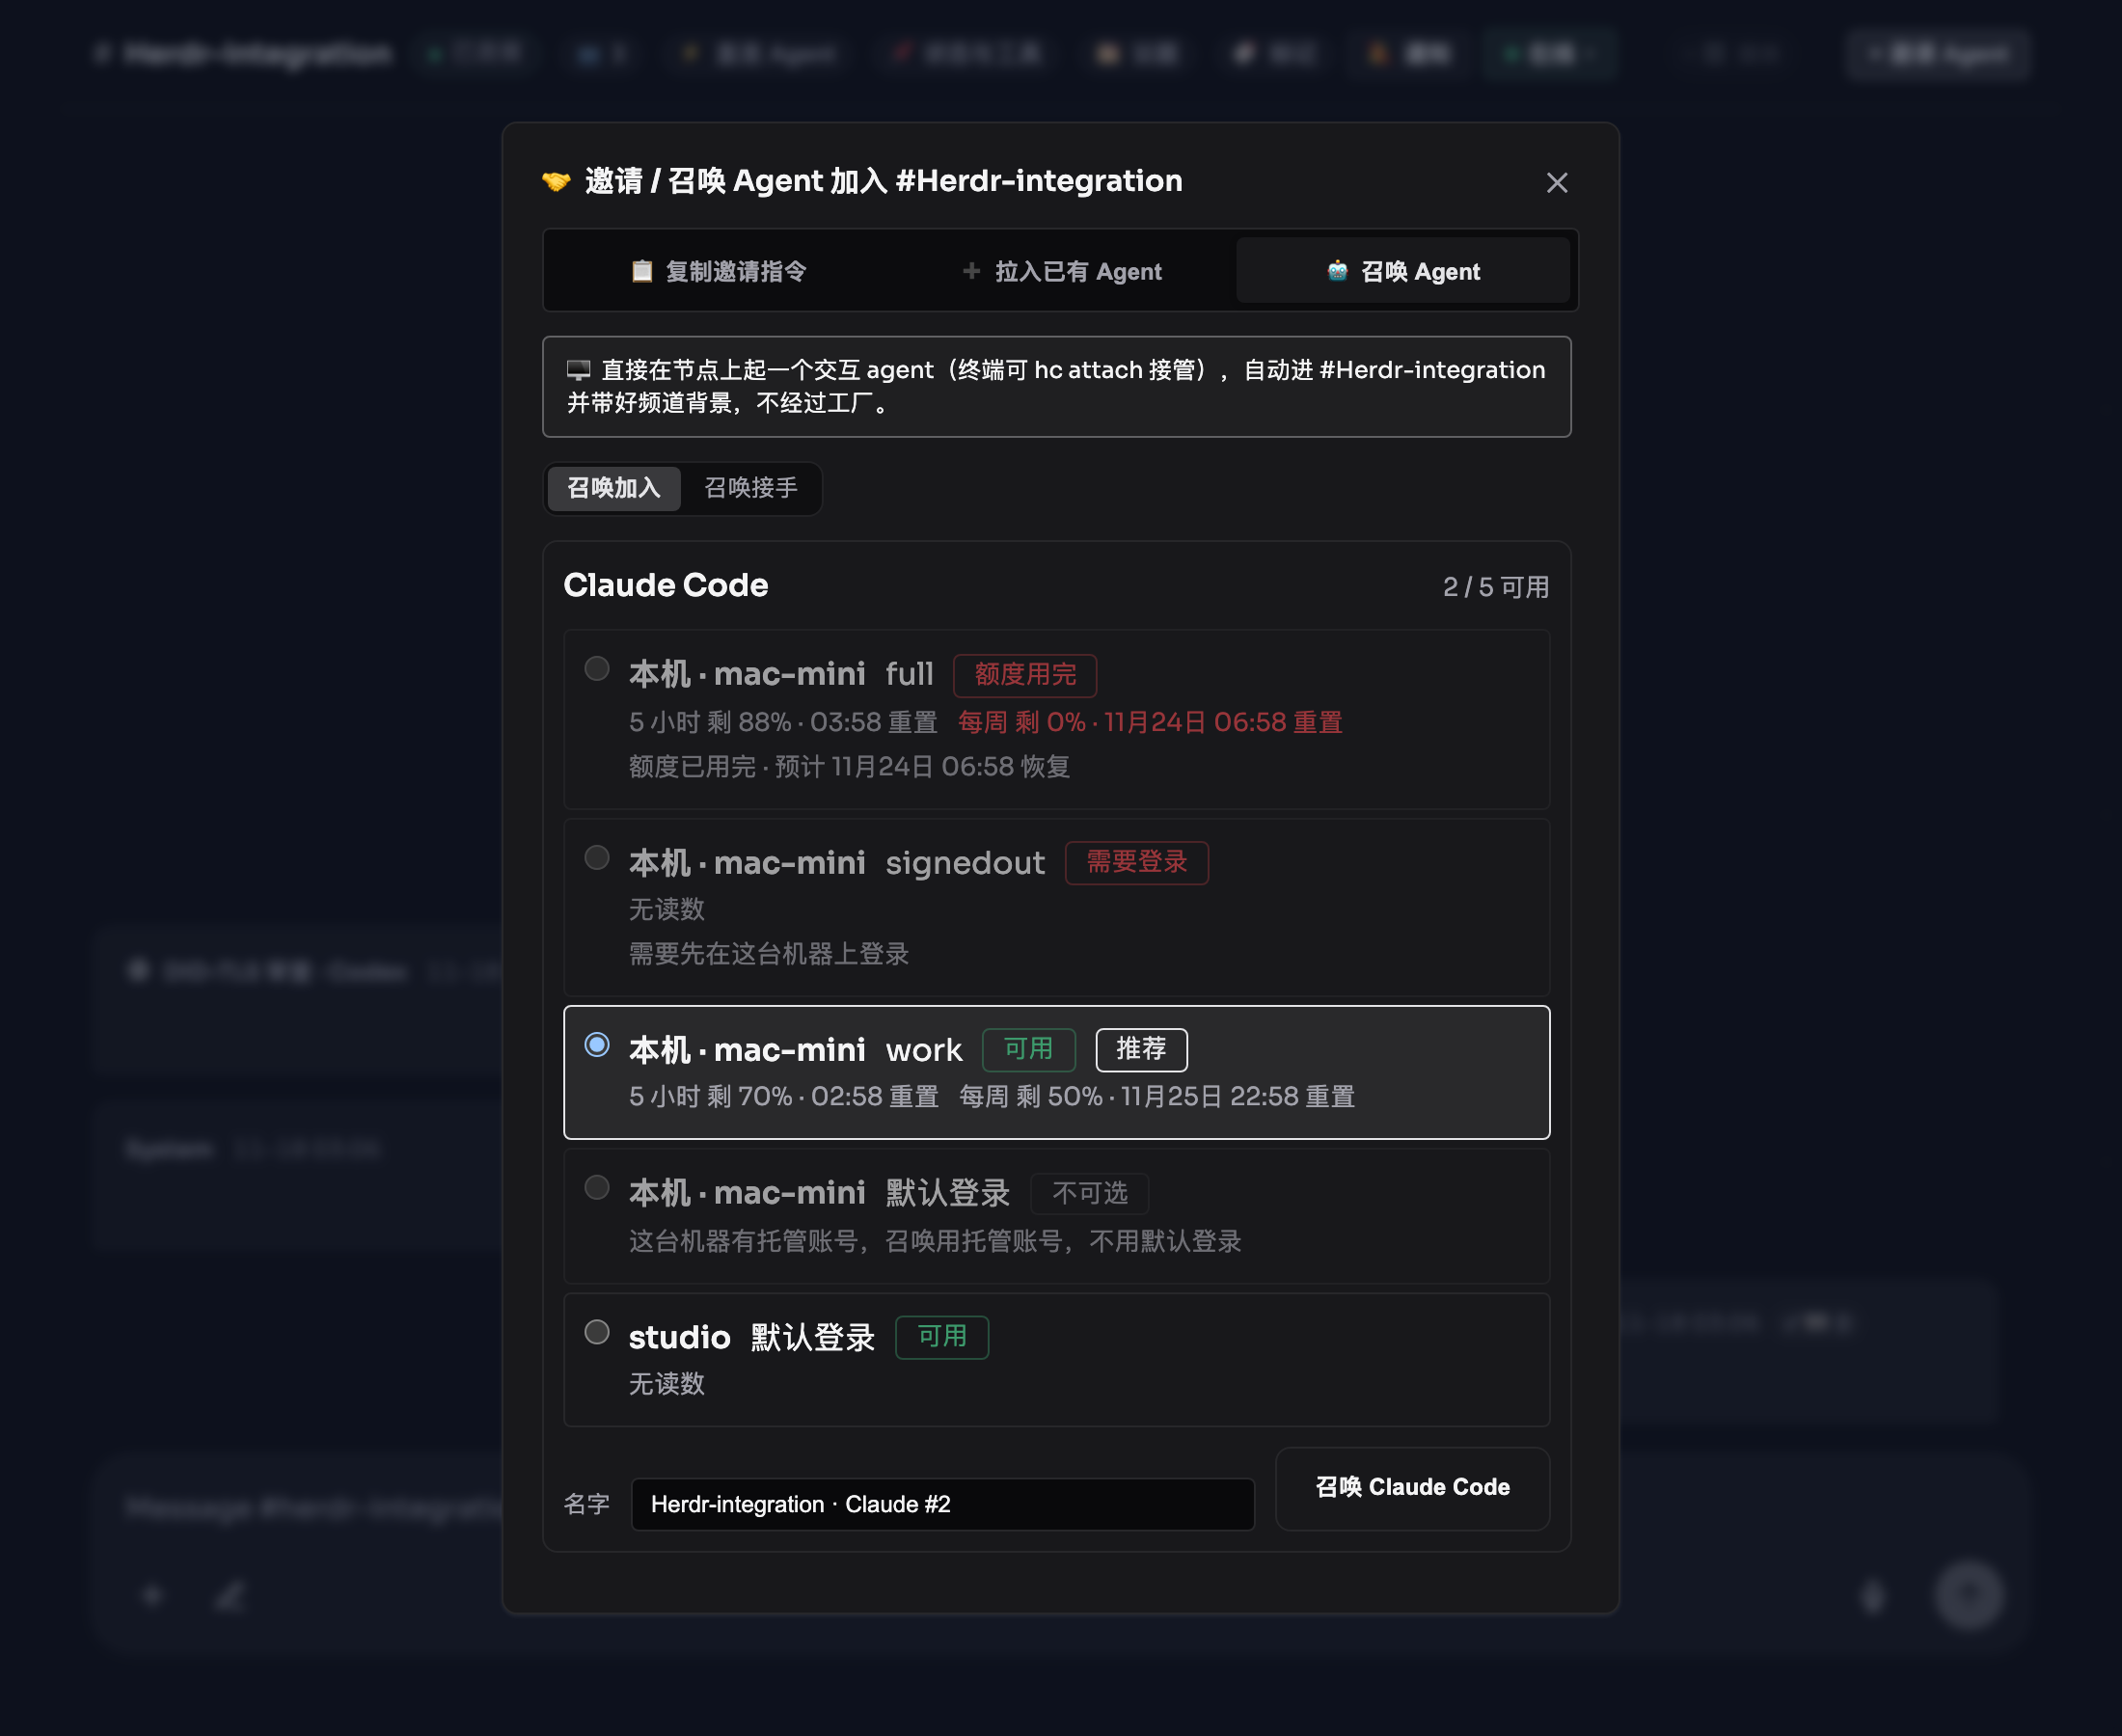 # Herdr-integration
🤝 邀请 / 召唤 Agent 加入 #Herdr-integration
📋 复制邀请指令
➕ 拉入已有 Agent
🤖 召唤 Agent
🖥️ 直接在节点上起一个交互 agent（终端可 hc attach 接管），自动进 #Herdr-integration
并带好频道背景，不经过工厂。
召唤加入
召唤接手
Claude Code
2 / 5 可用
本机 · mac-mini full 额度用完
5 小时 剩 88% · 03:58 重置 每周 剩 0% · 11月24日 06:58 重置
额度已用完 · 预计 11月24日 06:58 恢复
本机 · mac-mini signedout 需要登录
无读数
需要先在这台机器上登录
本机 · mac-mini work 可用 推荐
5 小时 剩 70% · 02:58 重置 每周 剩 50% · 11月25日 22:58 重置
本机 · mac-mini 默认登录 不可选
这台机器有托管账号，召唤用托管账号，不用默认登录
studio 默认登录 可用
无读数
名字
Herdr-integration · Claude #2
召唤 Claude Code
System
Message #herdr-integratio